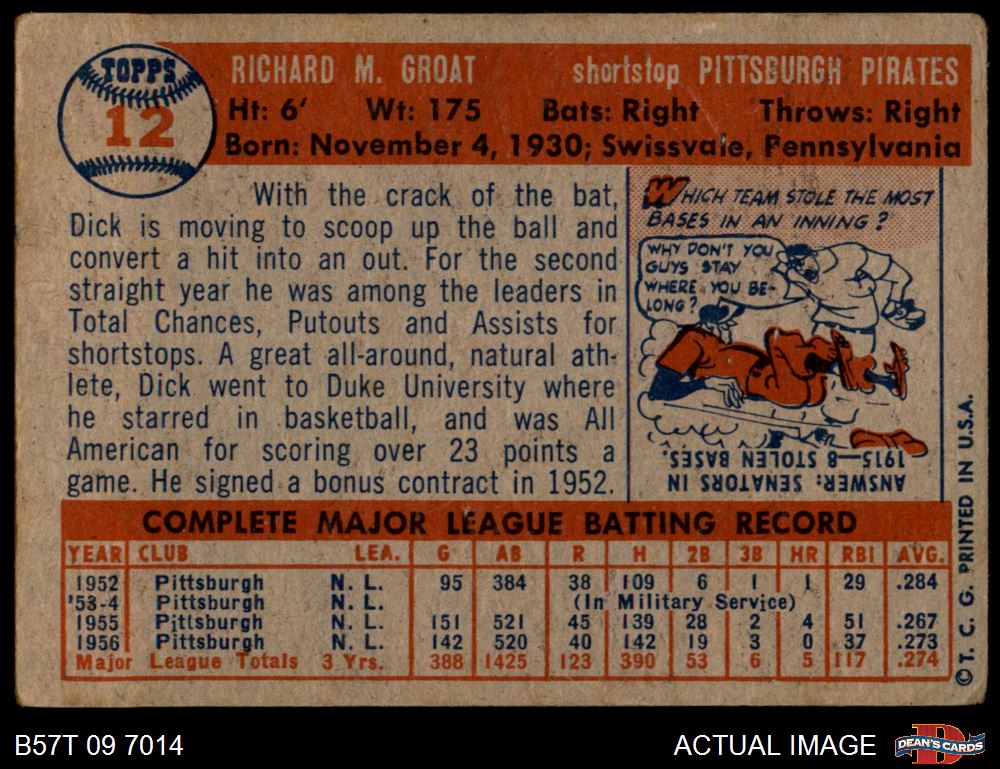 TOPPS
12
RICHARD M. GROAT shortstop PITTSBURGH PIRATES
Ht: 6' Wt: 175 Bats: Right Throws: Right
Born: November 4, 1930; Swissvale, Pennsylvania
With the crack of the bat,
Dick is moving to scoop up the ball and
convert a hit into an out. For the second
straight year he was among the leaders in
Total Chances, Putouts and Assists for
shortstops. A great all-around, natural ath-
lete, Dick went to Duke University where
he starred in basketball, and was All
American for scoring over 23 points a
game. He signed a bonus contract in 1952.
WHICH TEAM STOLE THE MOST
BASES IN AN INNING?
WHY DON'T YOU
GUYS STAY
WHERE YOU BE-
LONG?
ANSWER: SENATORS IN
1915—8 STOLEN BASES.
COMPLETE MAJOR LEAGUE BATTING RECORD
YEAR CLUB LEA. G AB R H 2B 3B HR RBI AVG.
1952 Pittsburgh N. L. 95 384 38 109 6 1 1 29 .284
'53-4 Pittsburgh N. L. (In Military Service)
1955 Pittsburgh N. L. 151 521 45 139 28 2 4 51 .267
1956 Pittsburgh N. L. 142 520 40 142 19 3 0 37 .273
Major League Totals 3 Yrs. 388 1425 123 390 53 6 5 117 .274
©T. C. G. PRINTED IN U.S.A.
B57T 09 7014
ACTUAL IMAGE
D
DEAN'S CARDS